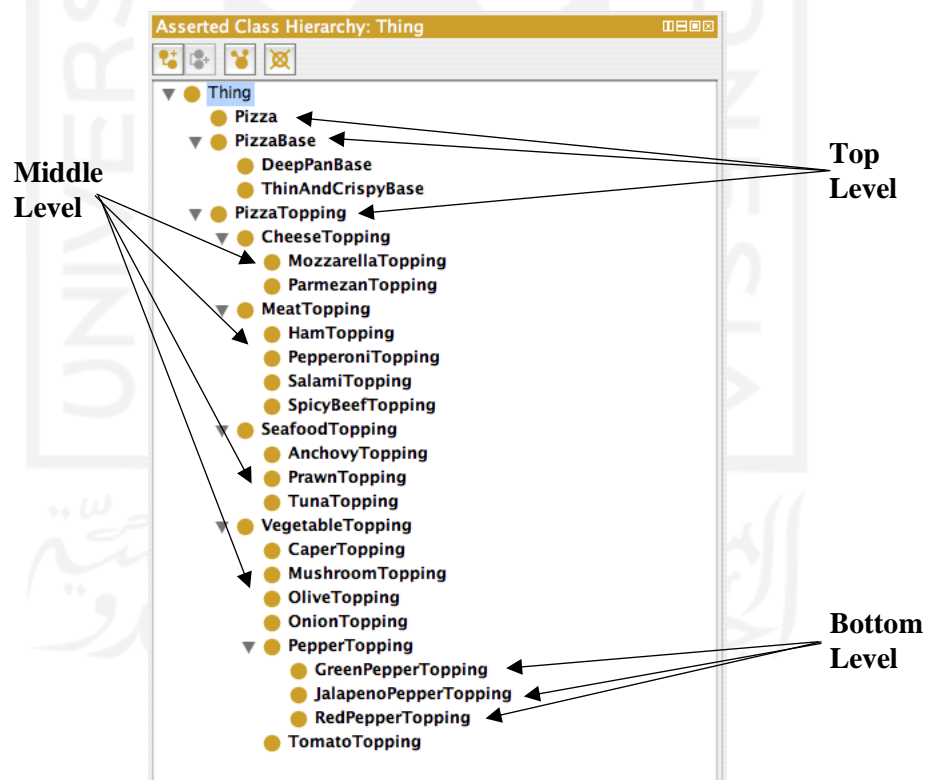 Asserted Class Hierarchy: Thing
Thing
Pizza
PizzaBase
DeepPanBase
ThinAndCrispyBase
PizzaTopping
CheeseTopping
MozzarellaTopping
ParmezanTopping
MeatTopping
HamTopping
PepperoniTopping
SalamiTopping
SpicyBeefTopping
SeafoodTopping
AnchovyTopping
PrawnTopping
TunaTopping
VegetableTopping
CaperTopping
MushroomTopping
OliveTopping
OnionTopping
PepperTopping
GreenPepperTopping
JalapenoPepperTopping
RedPepperTopping
TomatoTopping
Middle
Level
Top
Level
Bottom
Level